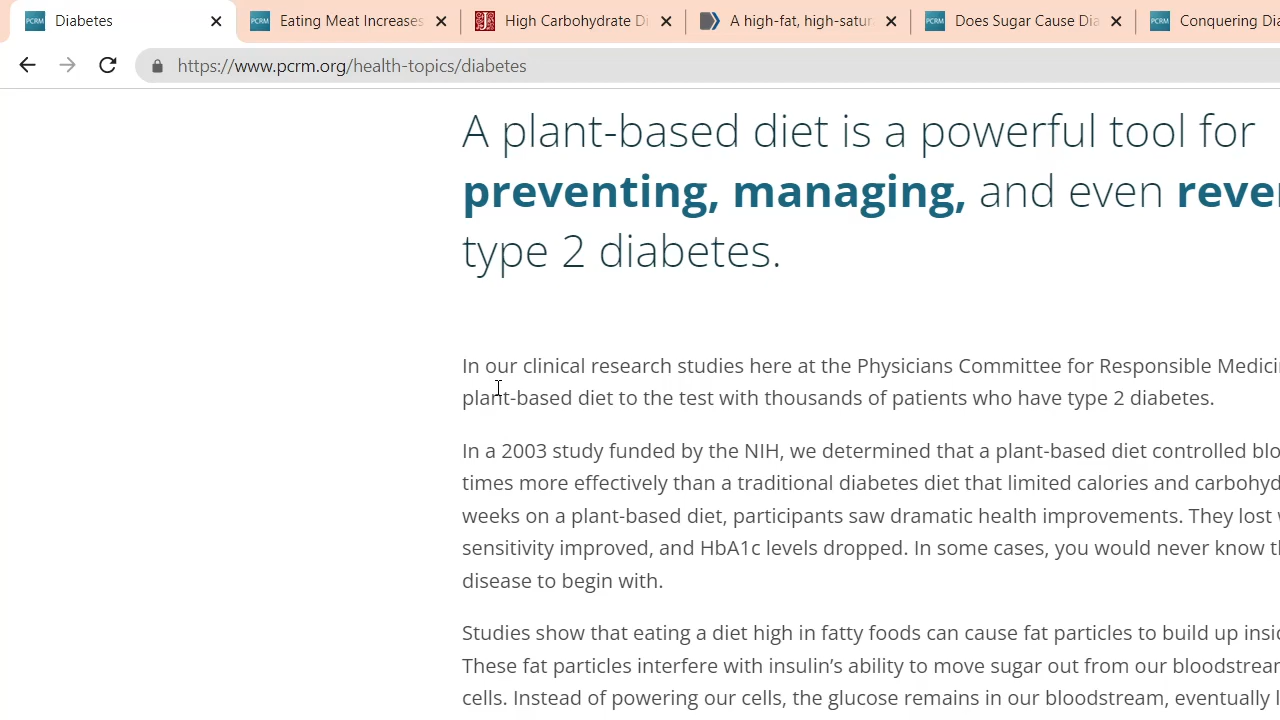 Diabetes
Eating Meat Increases
High Carbohydrate Di
A high-fat, high-satur
Does Sugar Cause Dia
Conquering Dia
https://www.pcrm.org/health-topics/diabetes
A plant-based diet is a powerful tool for
preventing, managing, and even rever
type 2 diabetes.
In our clinical research studies here at the Physicians Committee for Responsible Medicin
plant-based diet to the test with thousands of patients who have type 2 diabetes.
In a 2003 study funded by the NIH, we determined that a plant-based diet controlled blo
times more effectively than a traditional diabetes diet that limited calories and carbohyd
weeks on a plant-based diet, participants saw dramatic health improvements. They lost w
sensitivity improved, and HbA1c levels dropped. In some cases, you would never know th
disease to begin with.
Studies show that eating a diet high in fatty foods can cause fat particles to build up insid
These fat particles interfere with insulin’s ability to move sugar out from our bloodstream
cells. Instead of powering our cells, the glucose remains in our bloodstream, eventually l